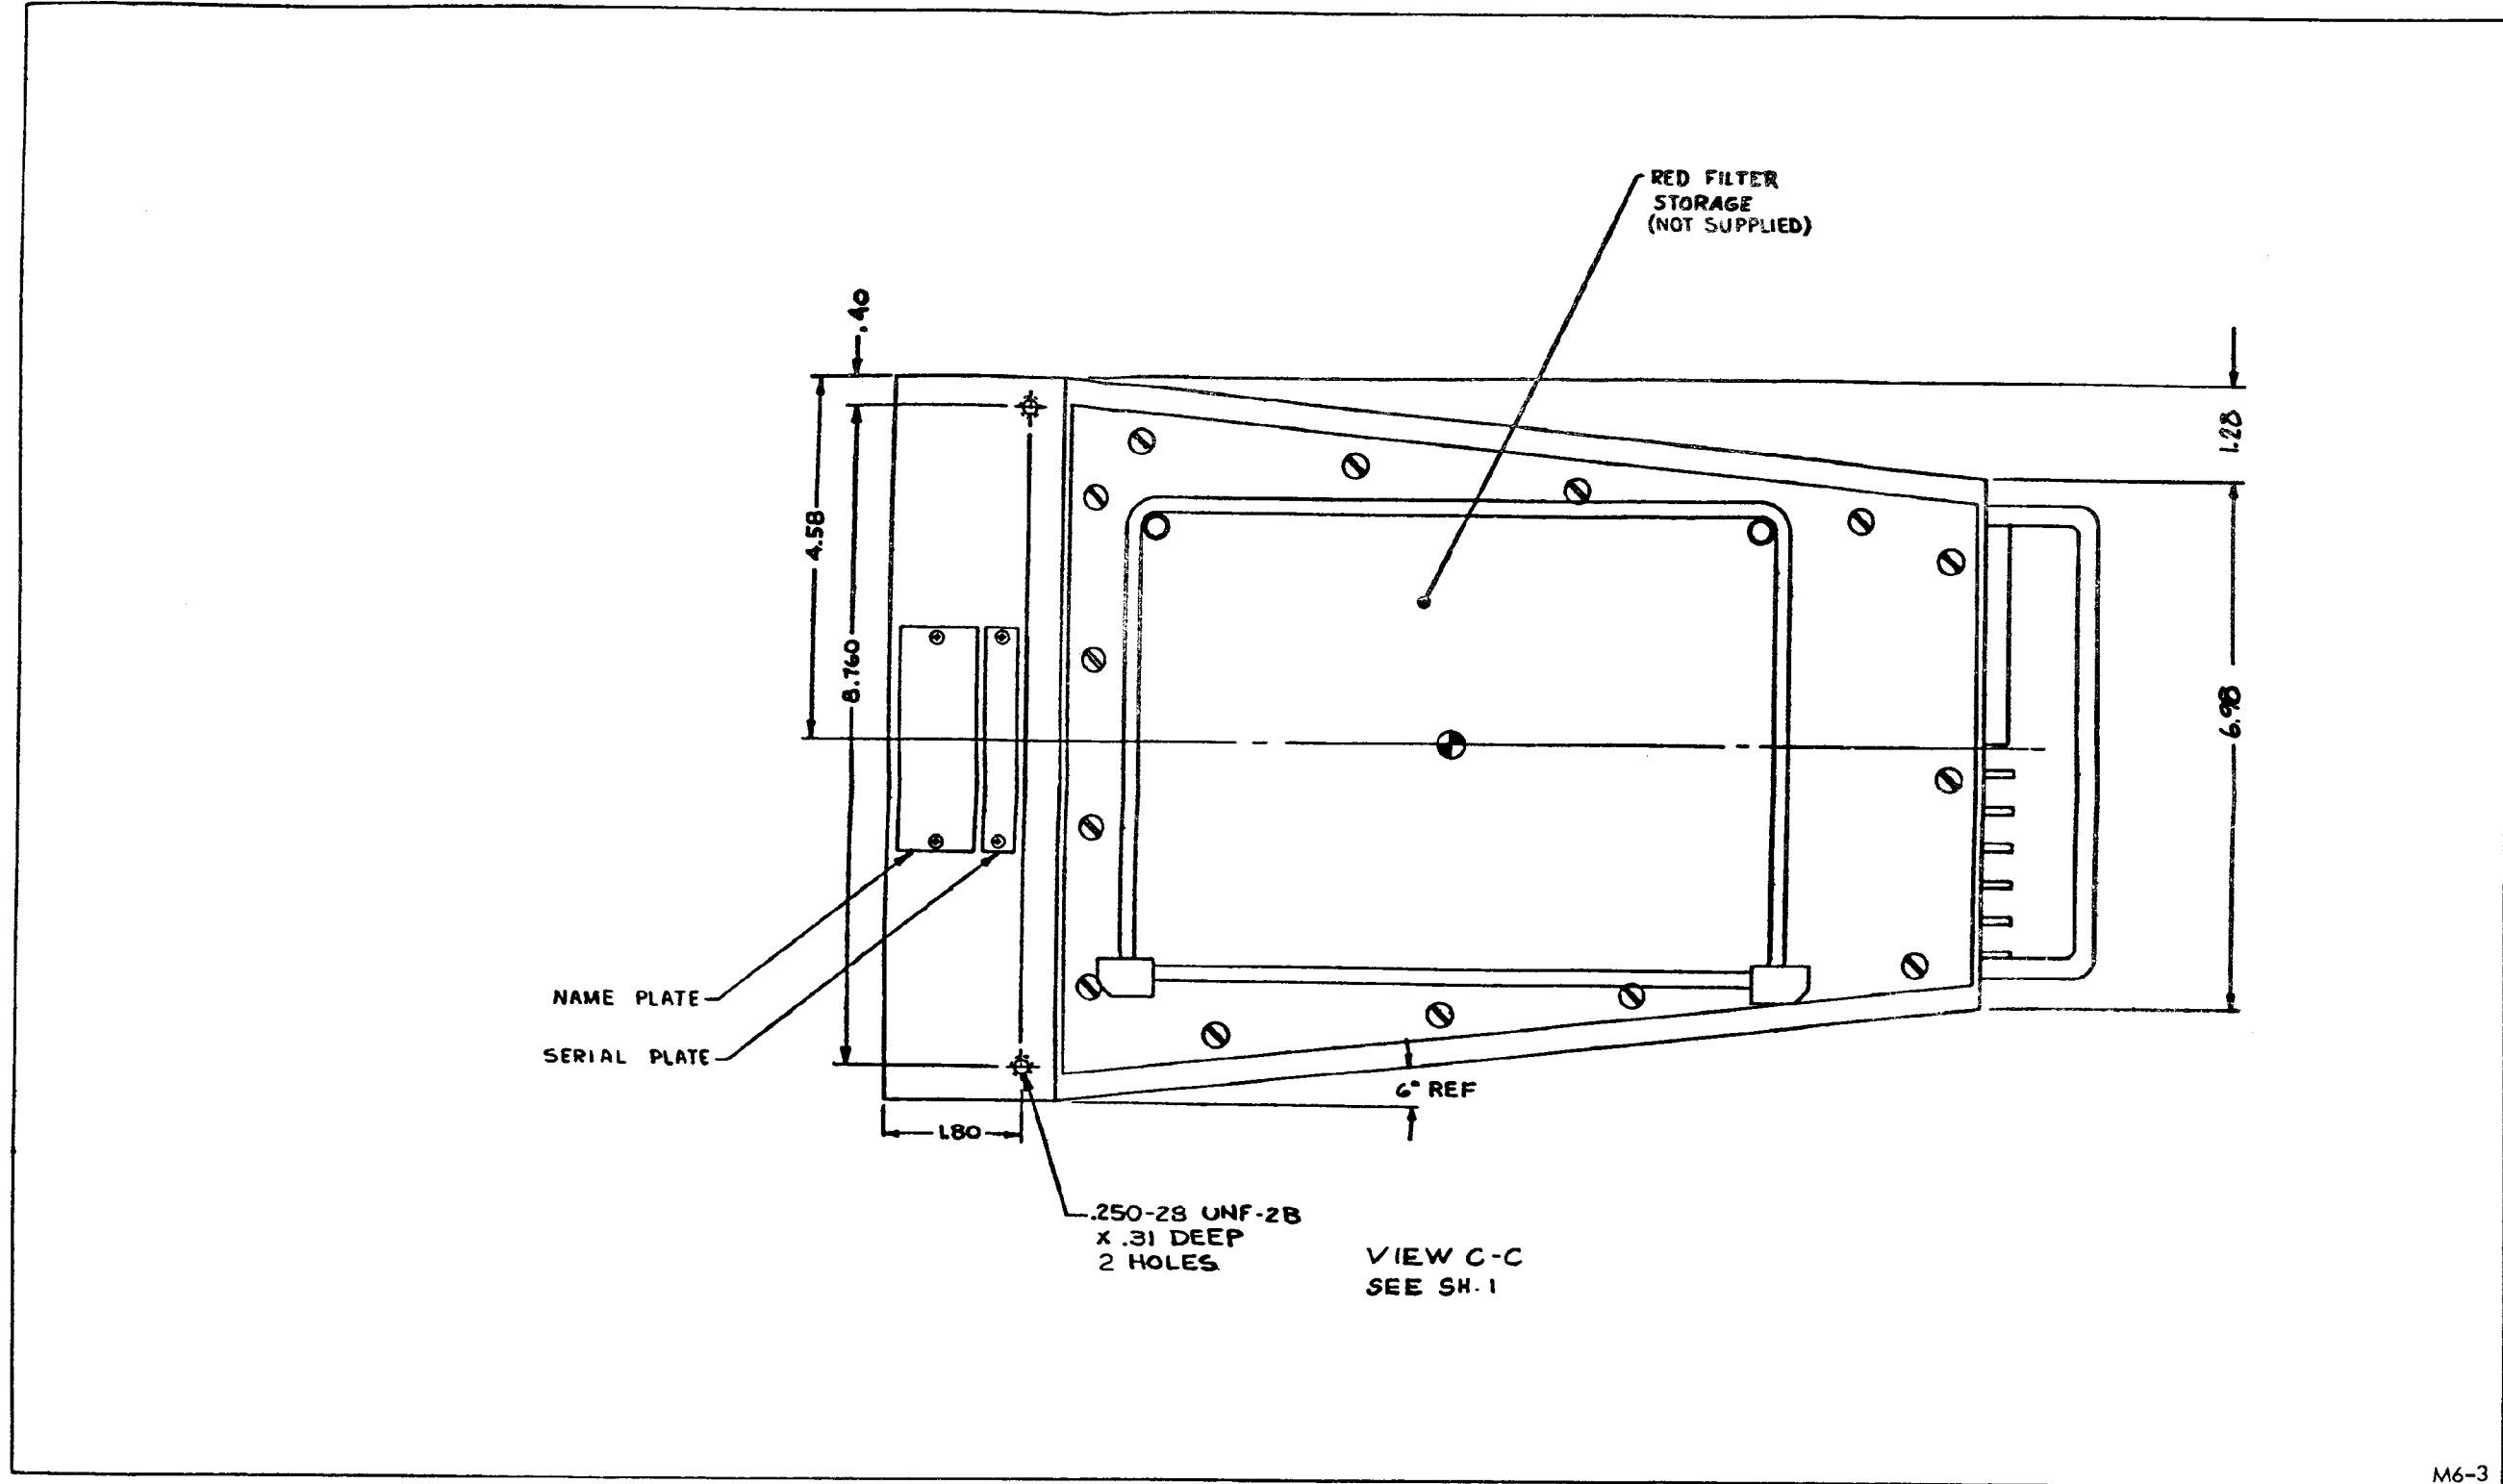 RED FILTER
STORAGE
(NOT SUPPLIED)
.40
4.58
8.760
1.28
6.98
NAME PLATE
SERIAL PLATE
6° REF
1.80
.250-28 UNF-2B
X .31 DEEP
2 HOLES
VIEW C-C
SEE SH. 1
M6-3